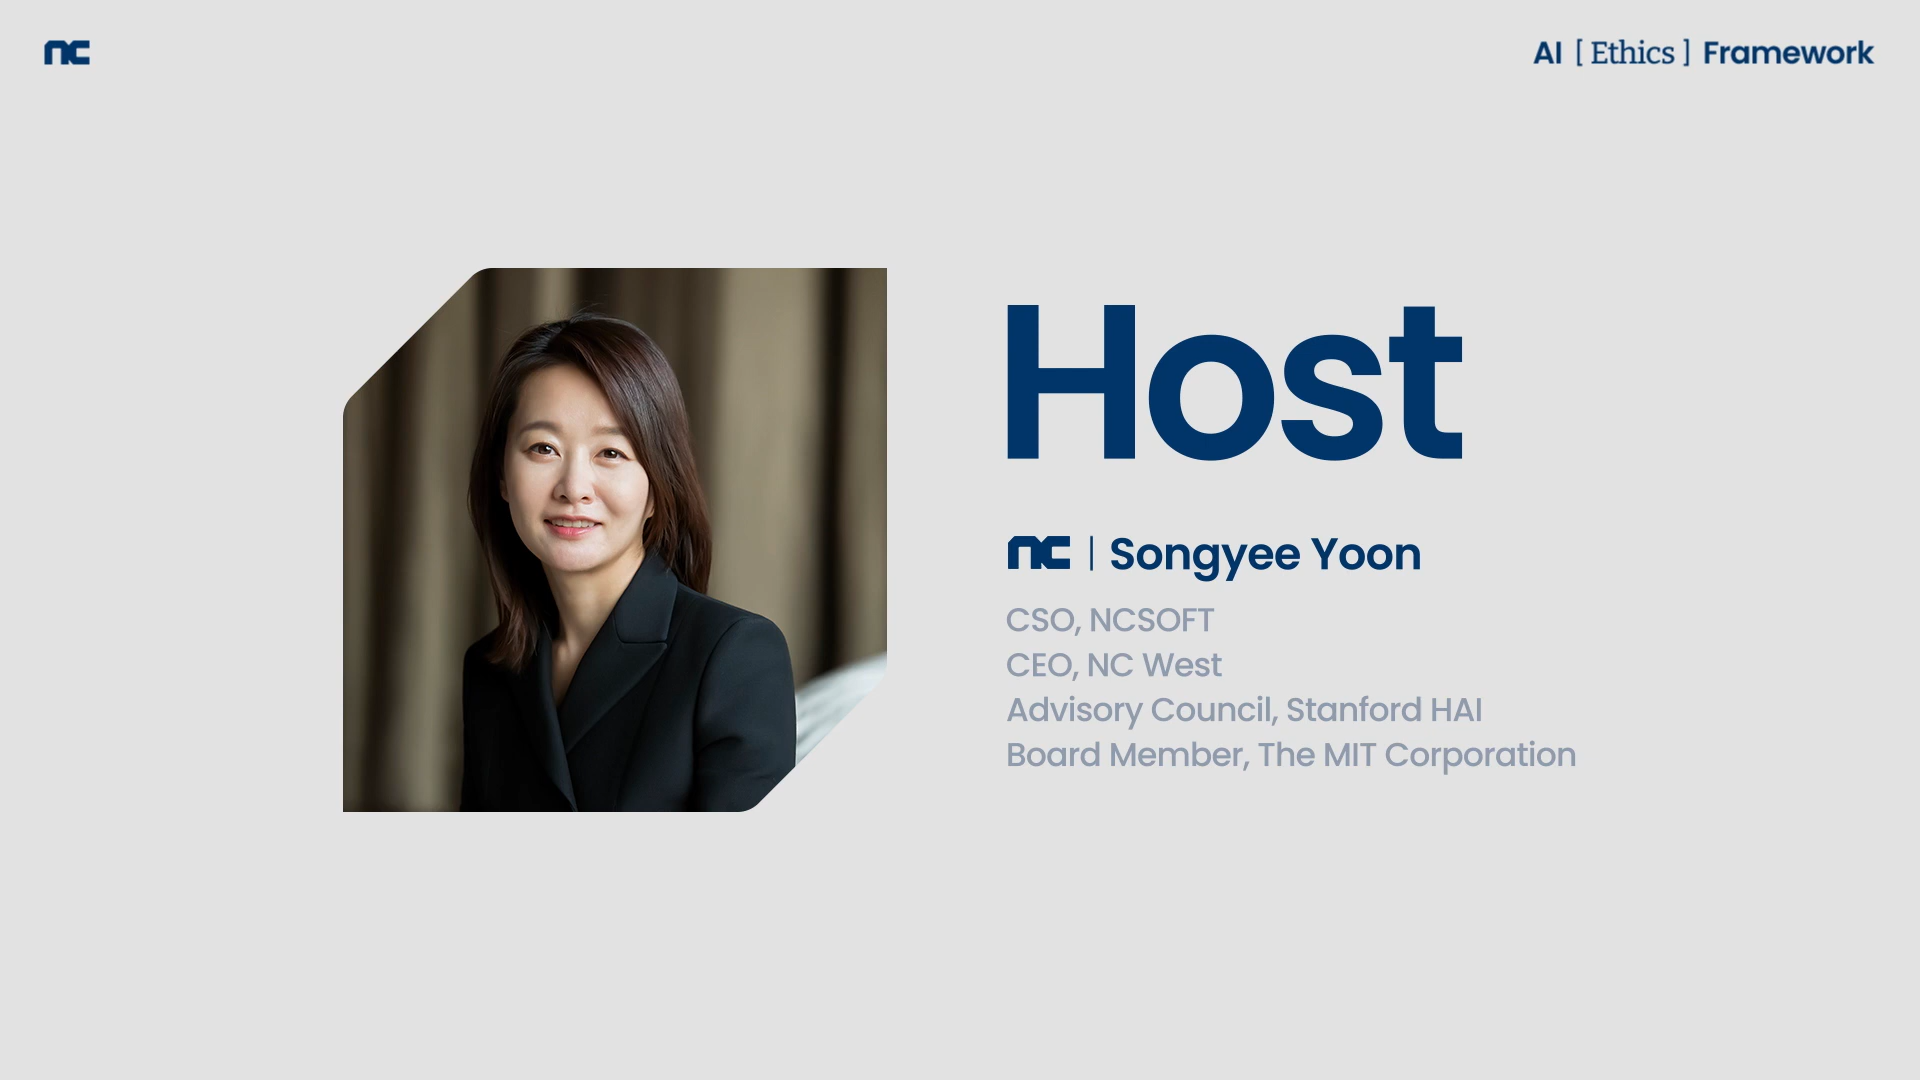 nc
AI [ Ethics ] Framework
Host
nc | Songyee Yoon
CSO, NCSOFT
CEO, NC West
Advisory Council, Stanford HAI
Board Member, The MIT Corporation